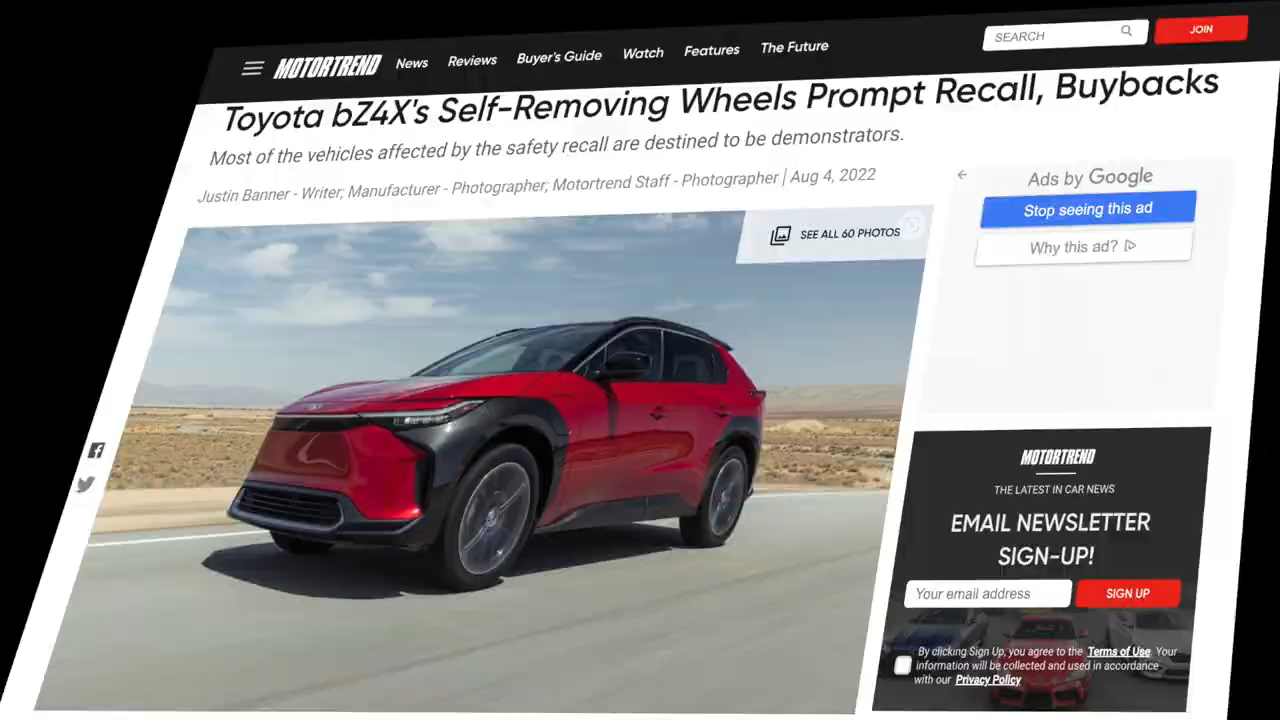 MOTORTREND News Reviews Buyer's Guide Watch Features The Future SEARCH JOIN
Toyota bZ4X's Self-Removing Wheels Prompt Recall, Buybacks
Most of the vehicles affected by the safety recall are destined to be demonstrators.
Justin Banner - Writer; Manufacturer - Photographer; Motortrend Staff - Photographer | Aug 4, 2022
SEE ALL 60 PHOTOS
Ads by Google
Stop seeing this ad
Why this ad?
MOTORTREND
THE LATEST IN CAR NEWS
EMAIL NEWSLETTER
SIGN-UP!
Your email address SIGN UP
By clicking Sign Up, you agree to the Terms of Use. Your
information will be collected and used in accordance
with our Privacy Policy